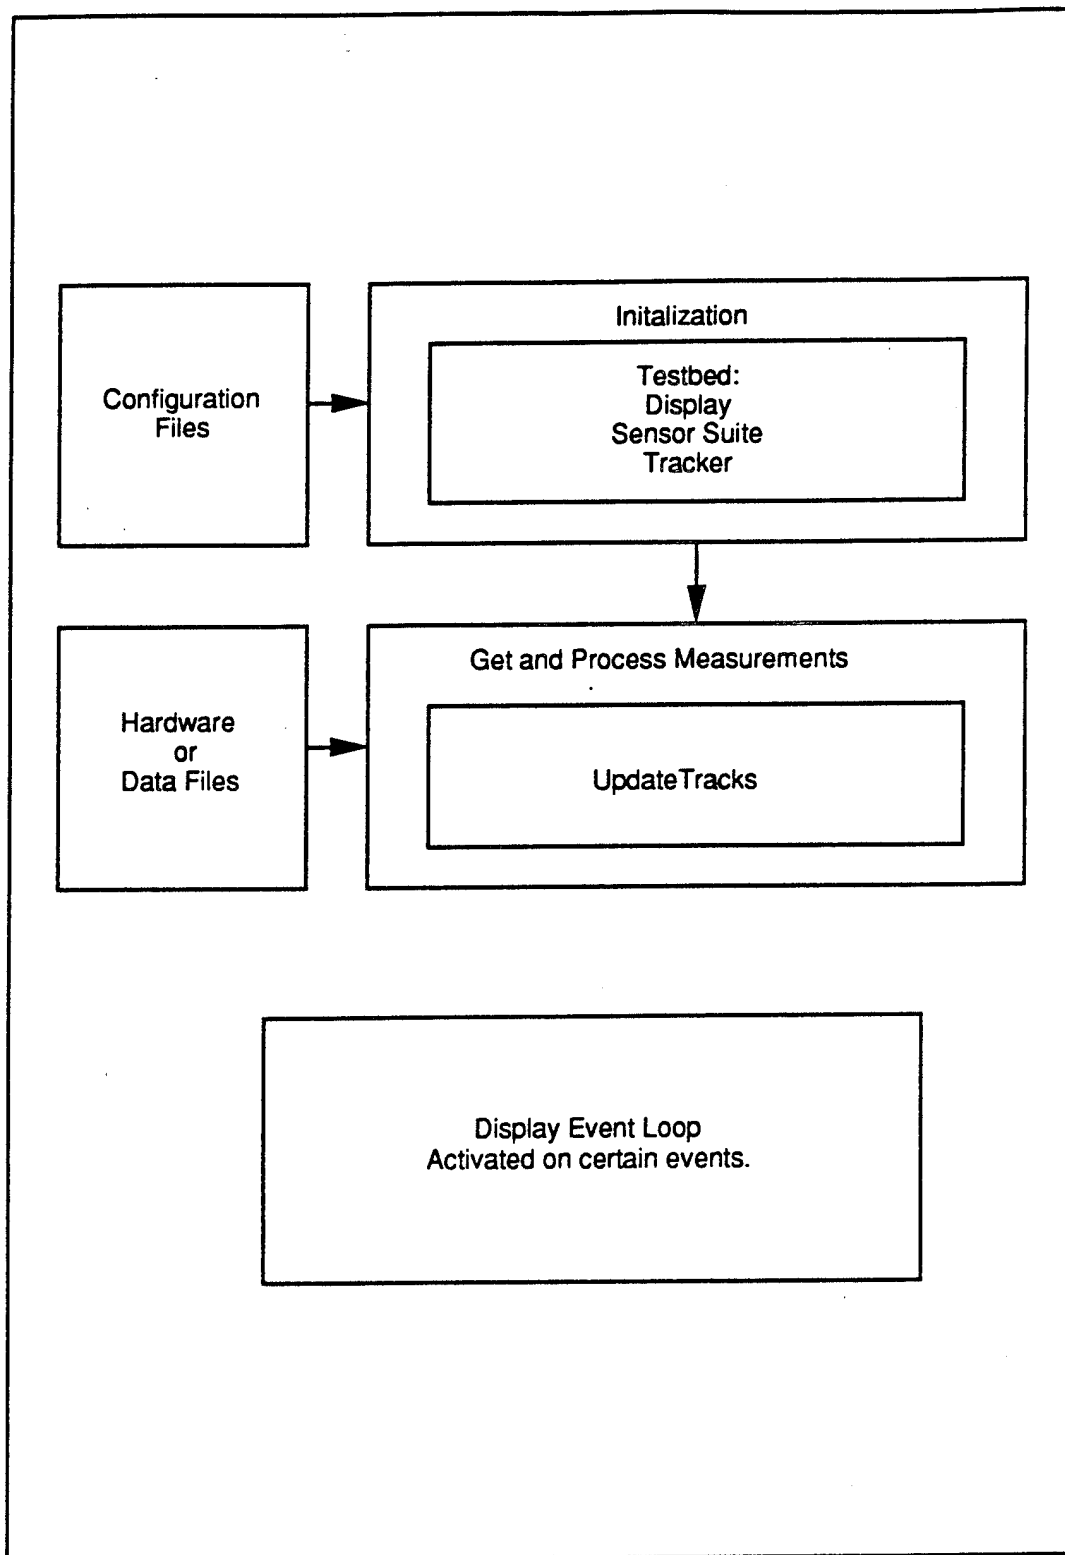 Initalization
Configuration
Files
Testbed:
Display
Sensor Suite
Tracker
Get and Process Measurements
Hardware
or
Data Files
UpdateTracks
Display Event Loop
Activated on certain events.